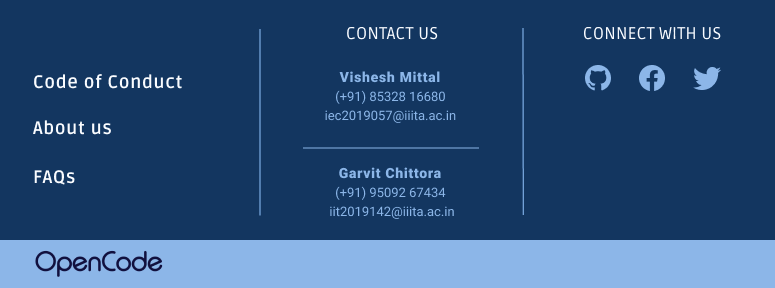 Code of Conduct
About us
FAQs
CONTACT US
Vishesh Mittal
(+91) 85328 16680
iec2019057@iiita.ac.in
Garvit Chittora
(+91) 95092 67434
iit2019142@iiita.ac.in
CONNECT WITH US
OpenCode